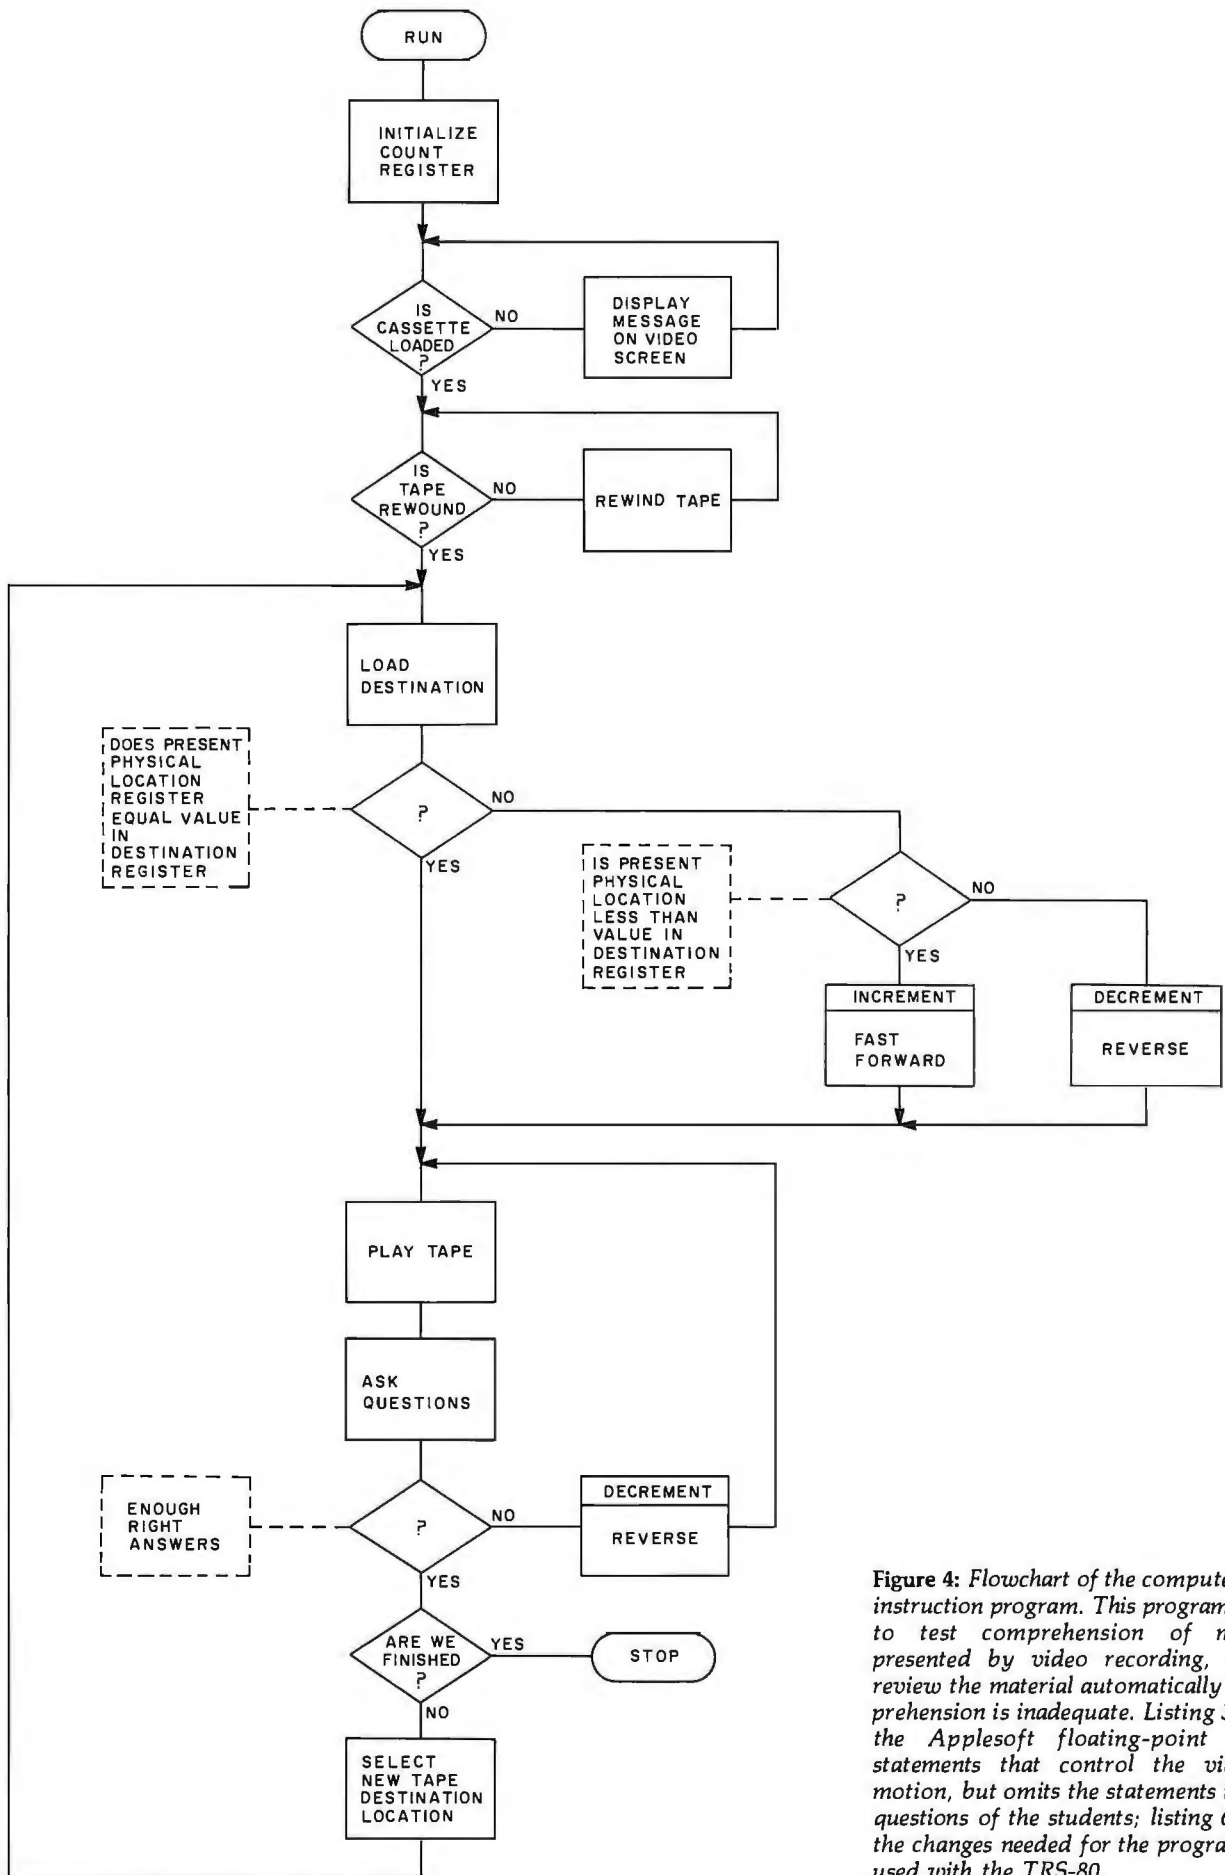 RUN
INITIALIZE
COUNT
REGISTER
IS
CASSETTE
LOADED
?
NO
DISPLAY
MESSAGE
ON VIDEO
SCREEN
YES
IS
TAPE
REWOUND
?
NO
REWIND TAPE
YES
LOAD
DESTINATION
DOES PRESENT
PHYSICAL
LOCATION
REGISTER
EQUAL VALUE
IN
DESTINATION
REGISTER
?
NO
YES
IS PRESENT
PHYSICAL
LOCATION
LESS THAN
VALUE IN
DESTINATION
REGISTER
?
NO
YES
INCREMENT
FAST
FORWARD
DECREMENT
REVERSE
PLAY TAPE
ASK
QUESTIONS
ENOUGH
RIGHT
ANSWERS
?
NO
DECREMENT
REVERSE
YES
ARE WE
FINISHED
?
YES
STOP
NO
SELECT
NEW TAPE
DESTINATION
LOCATION
Figure 4: Flowchart of the compute
instruction program. This program
to test comprehension of
presented by video recording,
review the material automatically
prehension is inadequate. Listing
the Applesoft floating-point
statements that control the
motion, but omits the statements
questions of the students; listing
the changes needed for the
used with the TRS-80.